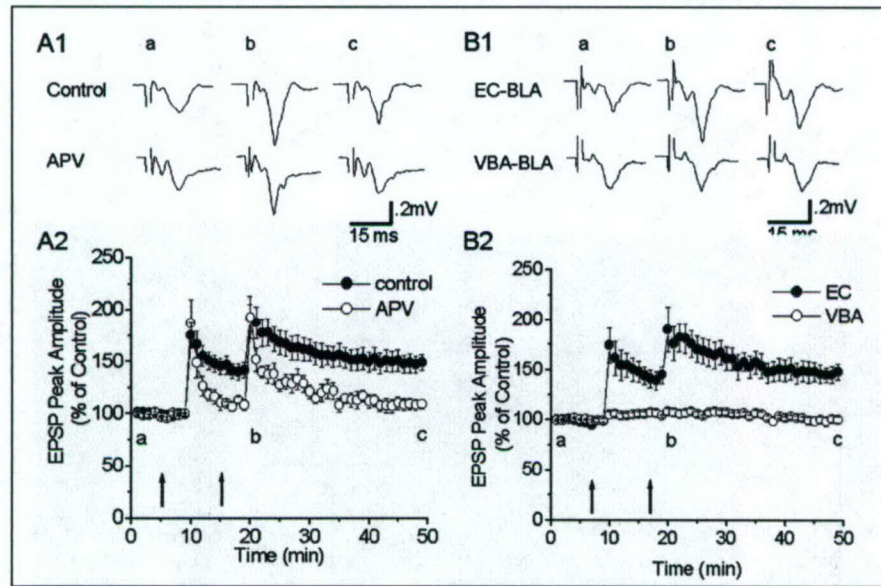 A1
a b c
Control
APV
.2mV
15 ms
A2
EPSP Peak Amplitude
(% of Control)
250
200
150
100
50
0
control
APV
a
b
c
0 10 20 30 40 50
Time (min)
B1
a b c
EC-BLA
VBA-BLA
.2mV
15 ms
B2
EPSP Peak Amplitude
(% of Control)
250
200
150
100
50
0
EC
VBA
a
b
c
0 10 20 30 40 50
Time (min)